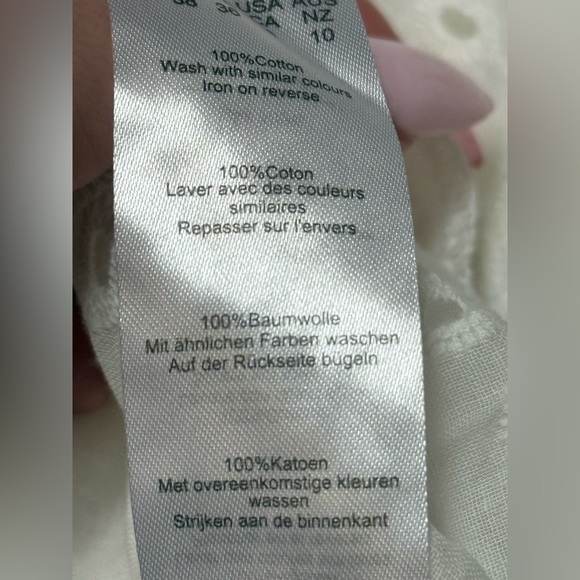 USA AUS
NZ
10
100%Cotton
Wash with similar colours
Iron on reverse
100%Coton
Laver avec des couleurs
similaires
Repasser sur l'envers
100%Baumwolle
Mit ähnlichen Farben waschen
Auf der Rückseite bugeln
100%Katoen
Met overeenkomstige kleuren
wassen
Strijken aan de binnenkant